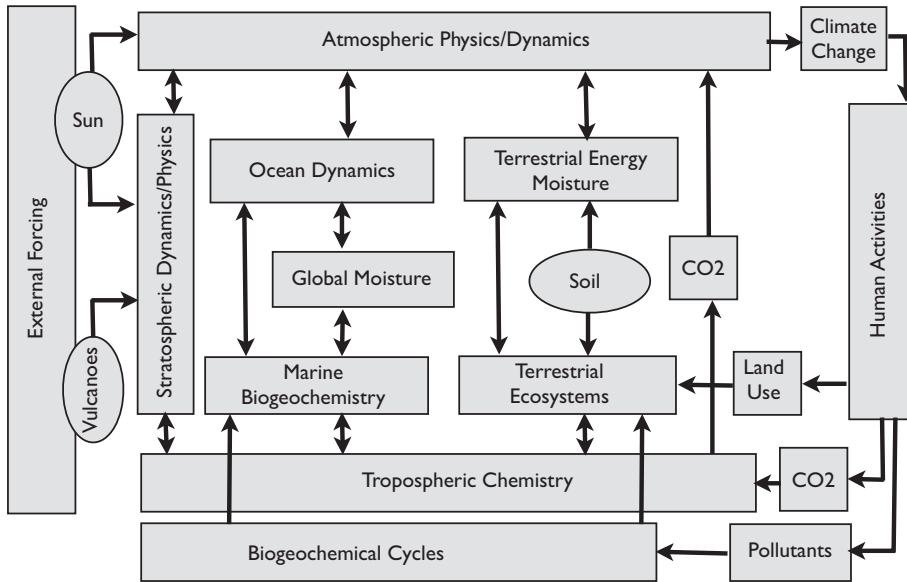 Atmospheric Physics/Dynamics
Climate
Change
External Forcing
Sun
Vulcanoes
Stratospheric Dynamics/Physics
Ocean Dynamics
Terrestrial Energy
Moisture
Global Moisture
Soil
CO2
Human Activities
Marine
Biogeochemistry
Terrestrial
Ecosystems
Land
Use
Tropospheric Chemistry
CO2
Biogeochemical Cycles
Pollutants